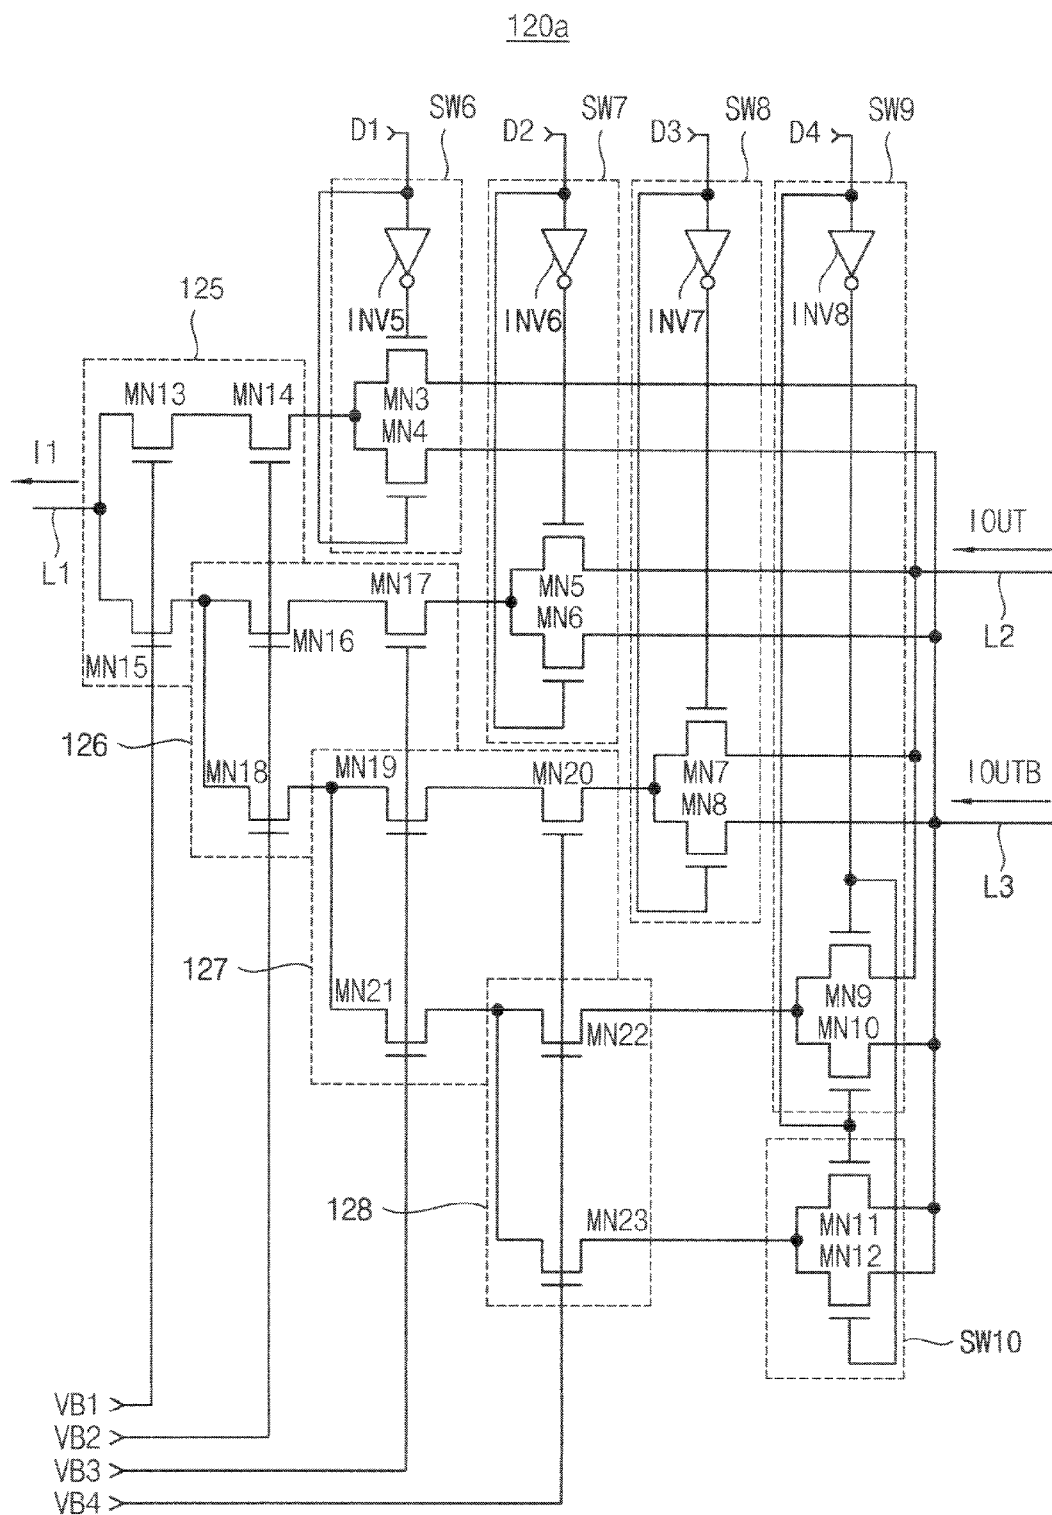 120a
SW6
SW7
SW8
SW9
D1
D2
D3
D4
INV5
INV6
INV7
INV8
125
MN13
MN14
MN3
MN4
I1
L1
IOUT
L2
MN17
MN5
MN6
MN15
MN16
126
MN18
MN19
MN20
MN7
MN8
IOUTB
L3
127
MN21
MN22
MN9
MN10
128
MN23
MN11
MN12
SW10
VB1
VB2
VB3
VB4